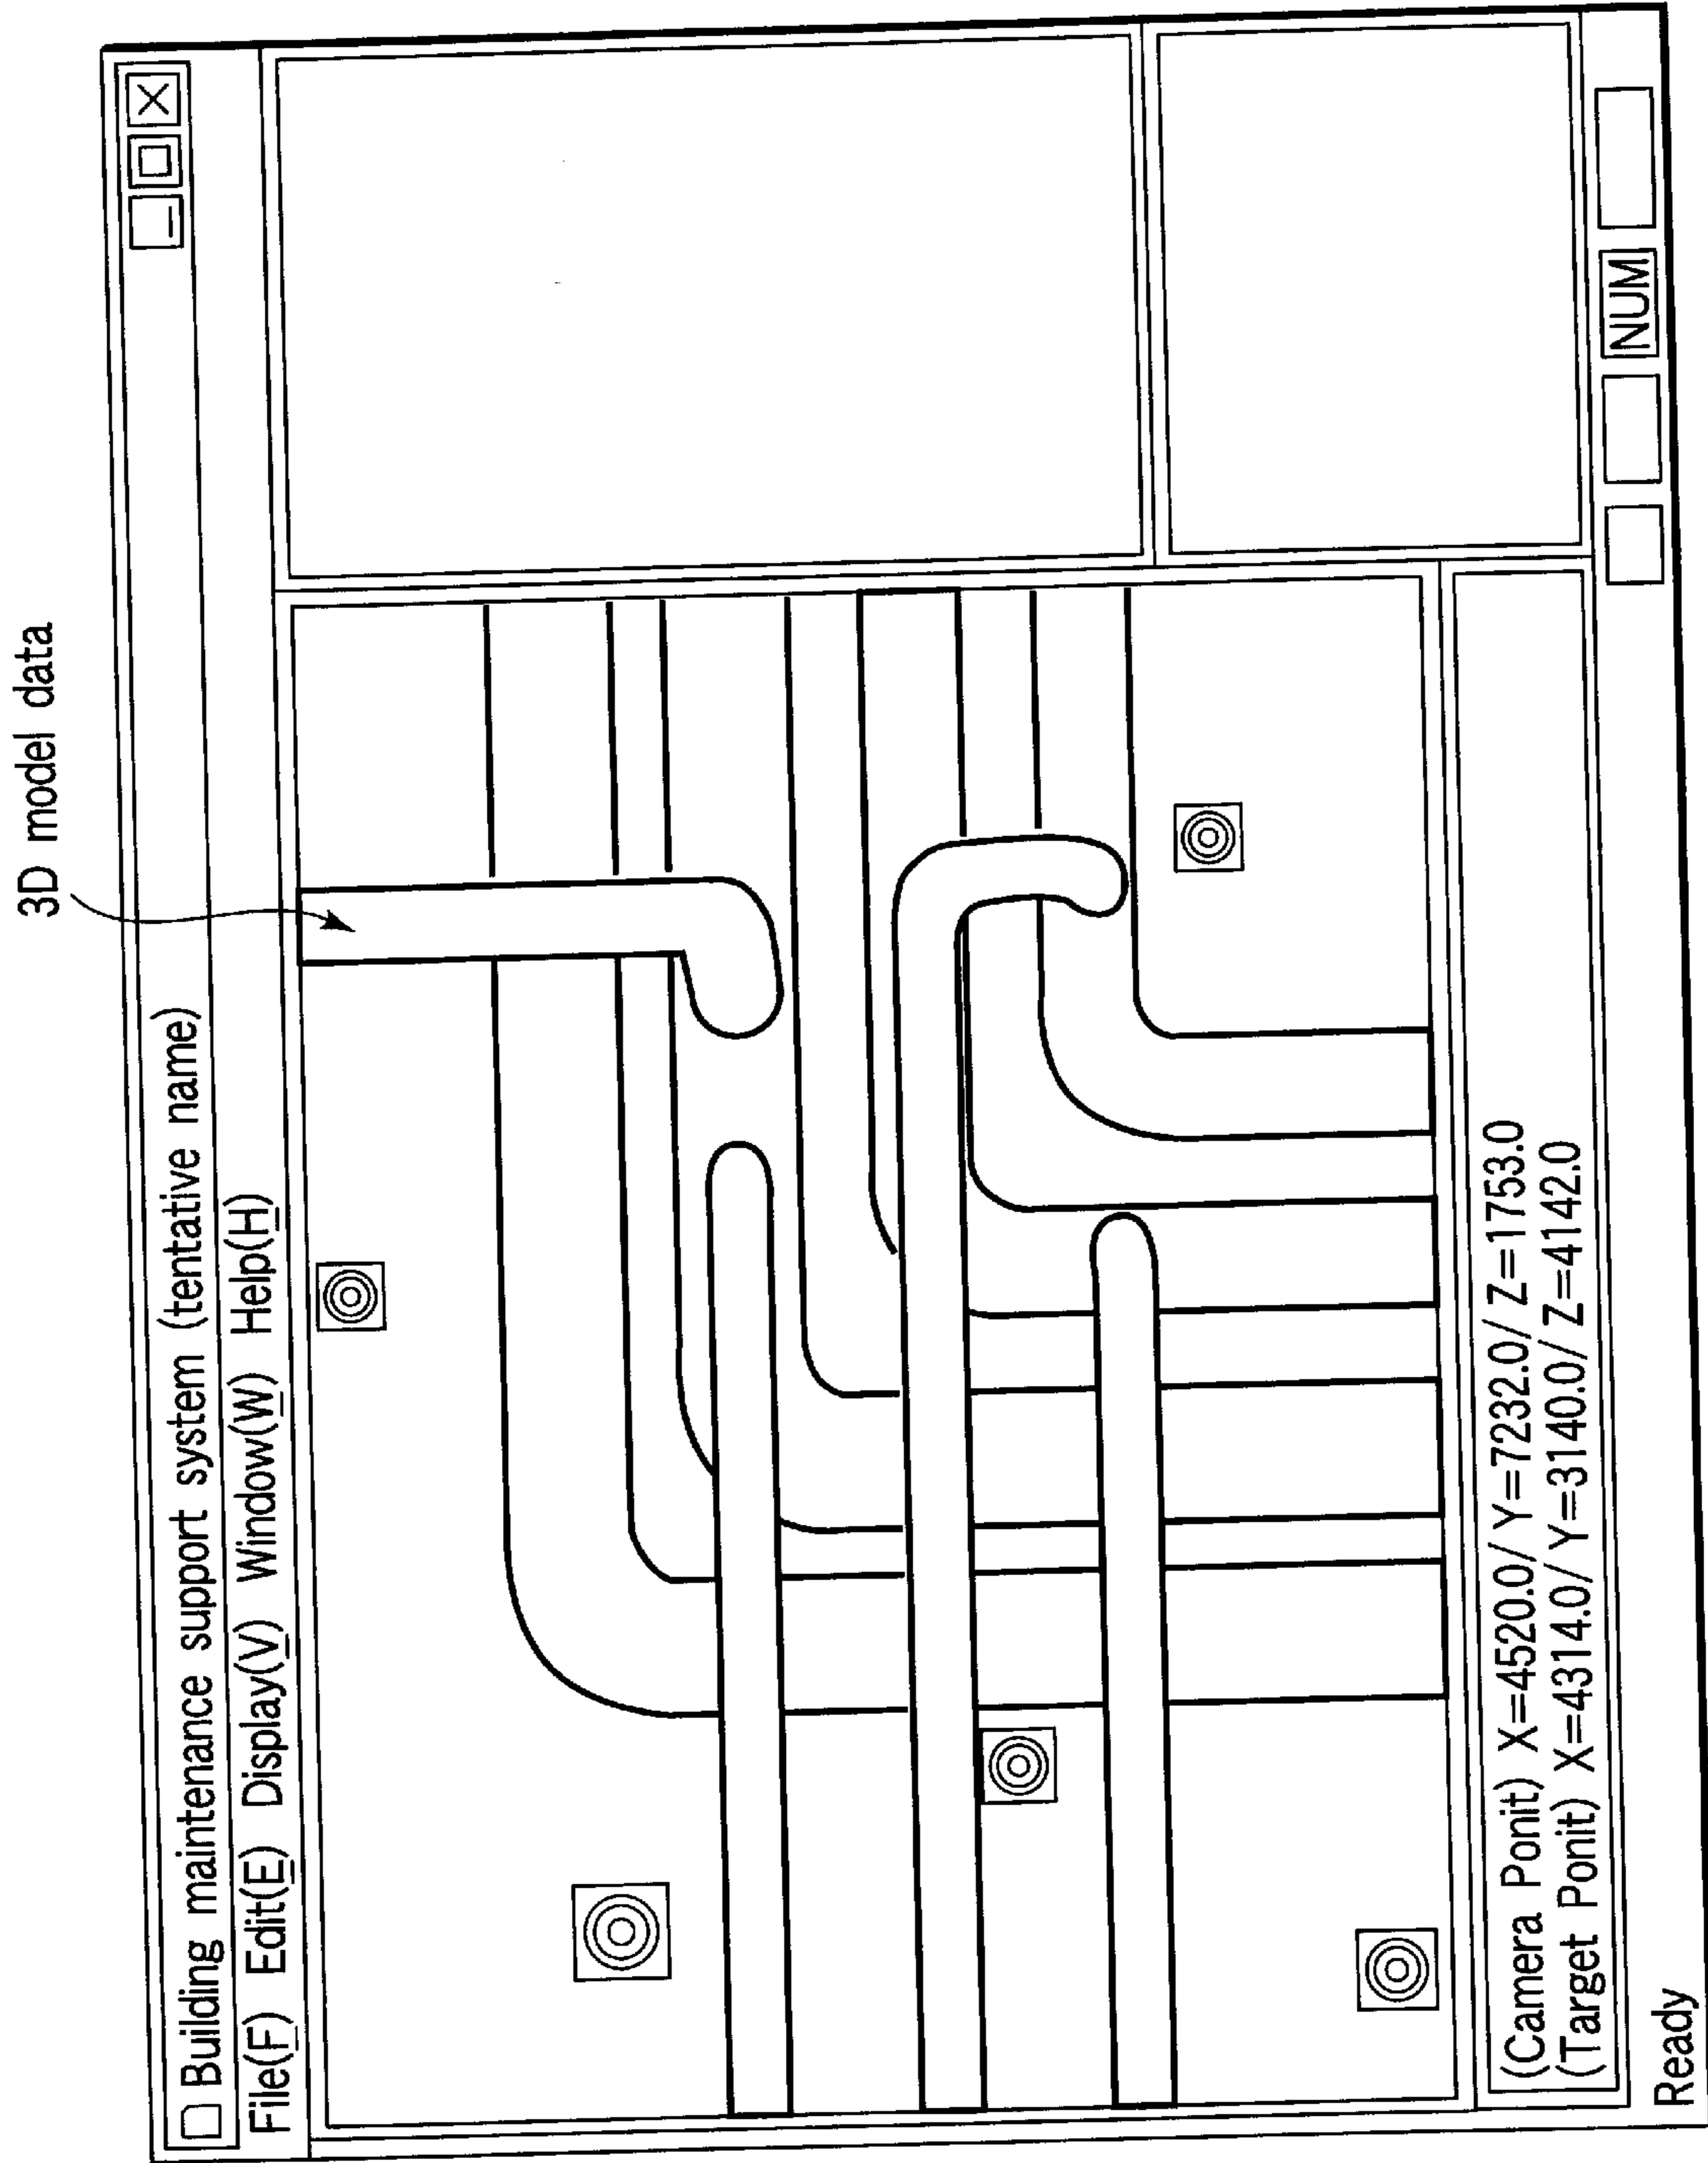 3D model data
Building maintenance support system (tentative name)
File(F) Edit(E) Display(V) Window(W) Help(H)
(Camera Ponit) X=4520.0/ Y=7232.0/ Z=1753.0
(Target Ponit) X=4314.0/ Y=3140.0/ Z=4142.0
Ready
NUM